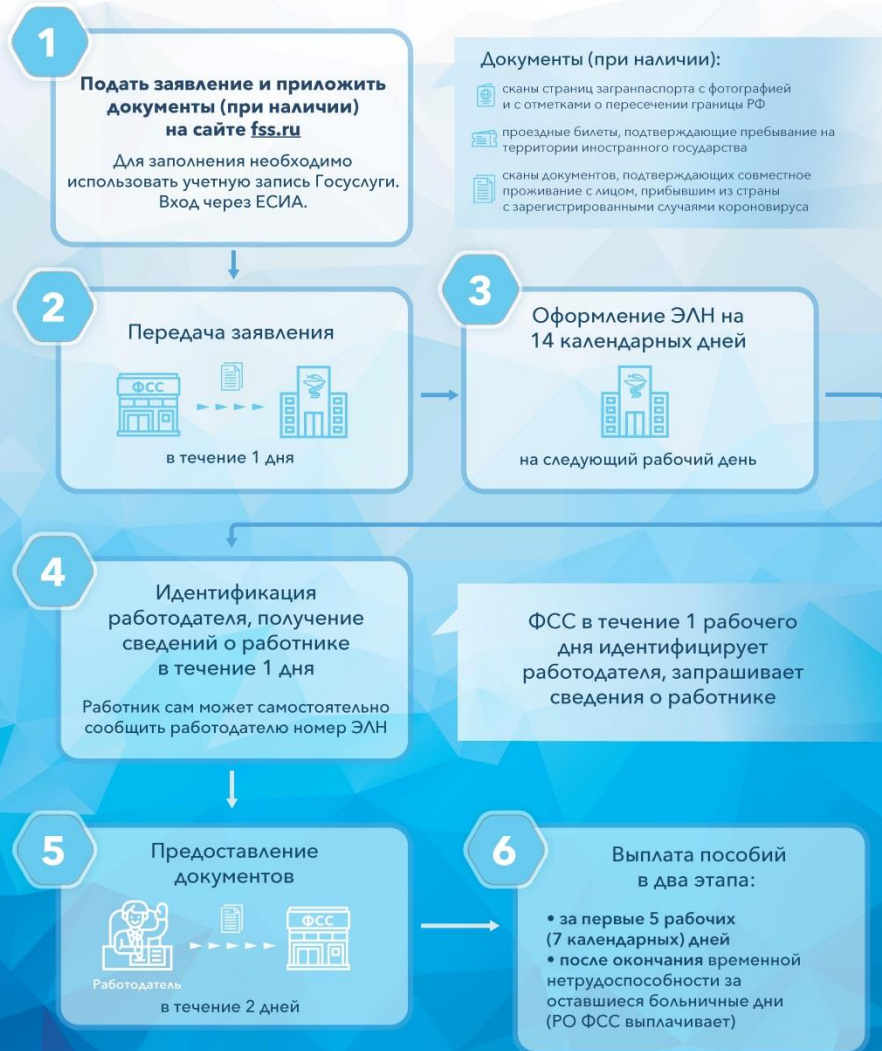 1
Подать заявление и приложить
документы (при наличии)
на сайте fss.ru
Для заполнения необходимо
использовать учетную запись Госуслуги.
Вход через ЕСИА.
Документы (при наличии):
сканы страниц загранпаспорта с фотографией
и с отметками о пересечении границы РФ
проездные билеты, подтверждающие пребывание на
территории иностранного государства
сканы документов, подтверждающих совместное
проживание с лицом, прибывшим из страны
с зарегистрированными случаями короновируса
2
Передача заявления
ФСС
в течение 1 дня
3
Оформление ЭЛН на
14 календарных дней
на следующий рабочий день
4
Идентификация
работодателя, получение
сведений о работнике
в течение 1 дня
Работник сам может самостоятельно
сообщить работодателю номер ЭЛН
ФСС в течение 1 рабочего
дня идентифицирует
работодателя, запрашивает
сведения о работнике
5
Предоставление
документов
ФСС
Работодатель
в течение 2 дней
6
Выплата пособий
в два этапа:
• за первые 5 рабочих
(7 календарных) дней
• после окончания временной
нетрудоспособности за
оставшиеся больничные дни
(РО ФСС выплачивает)